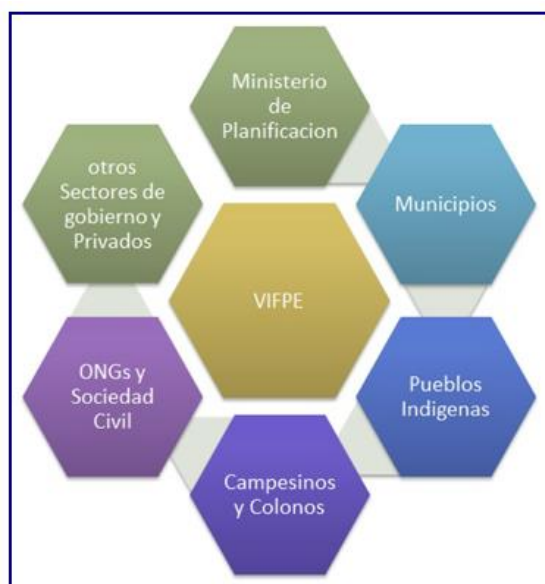 Ministerio
de
Planificacion
Municipios
Pueblos
Indigenas
Campesinos
y Colonos
ONGs y
Sociedad
Civil
otros
Sectores de
gobierno y
Privados
VIFPE